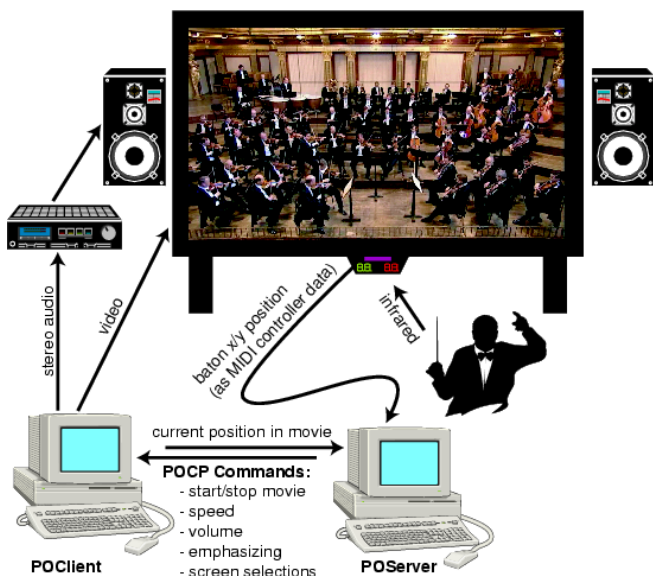 stereo audio
video
baton x/y position
(as MIDI controller data)
infrared
current position in movie
POCP Commands:
- start/stop movie
- speed
- volume
- emphasizing
- screen selections
POClient
POServer